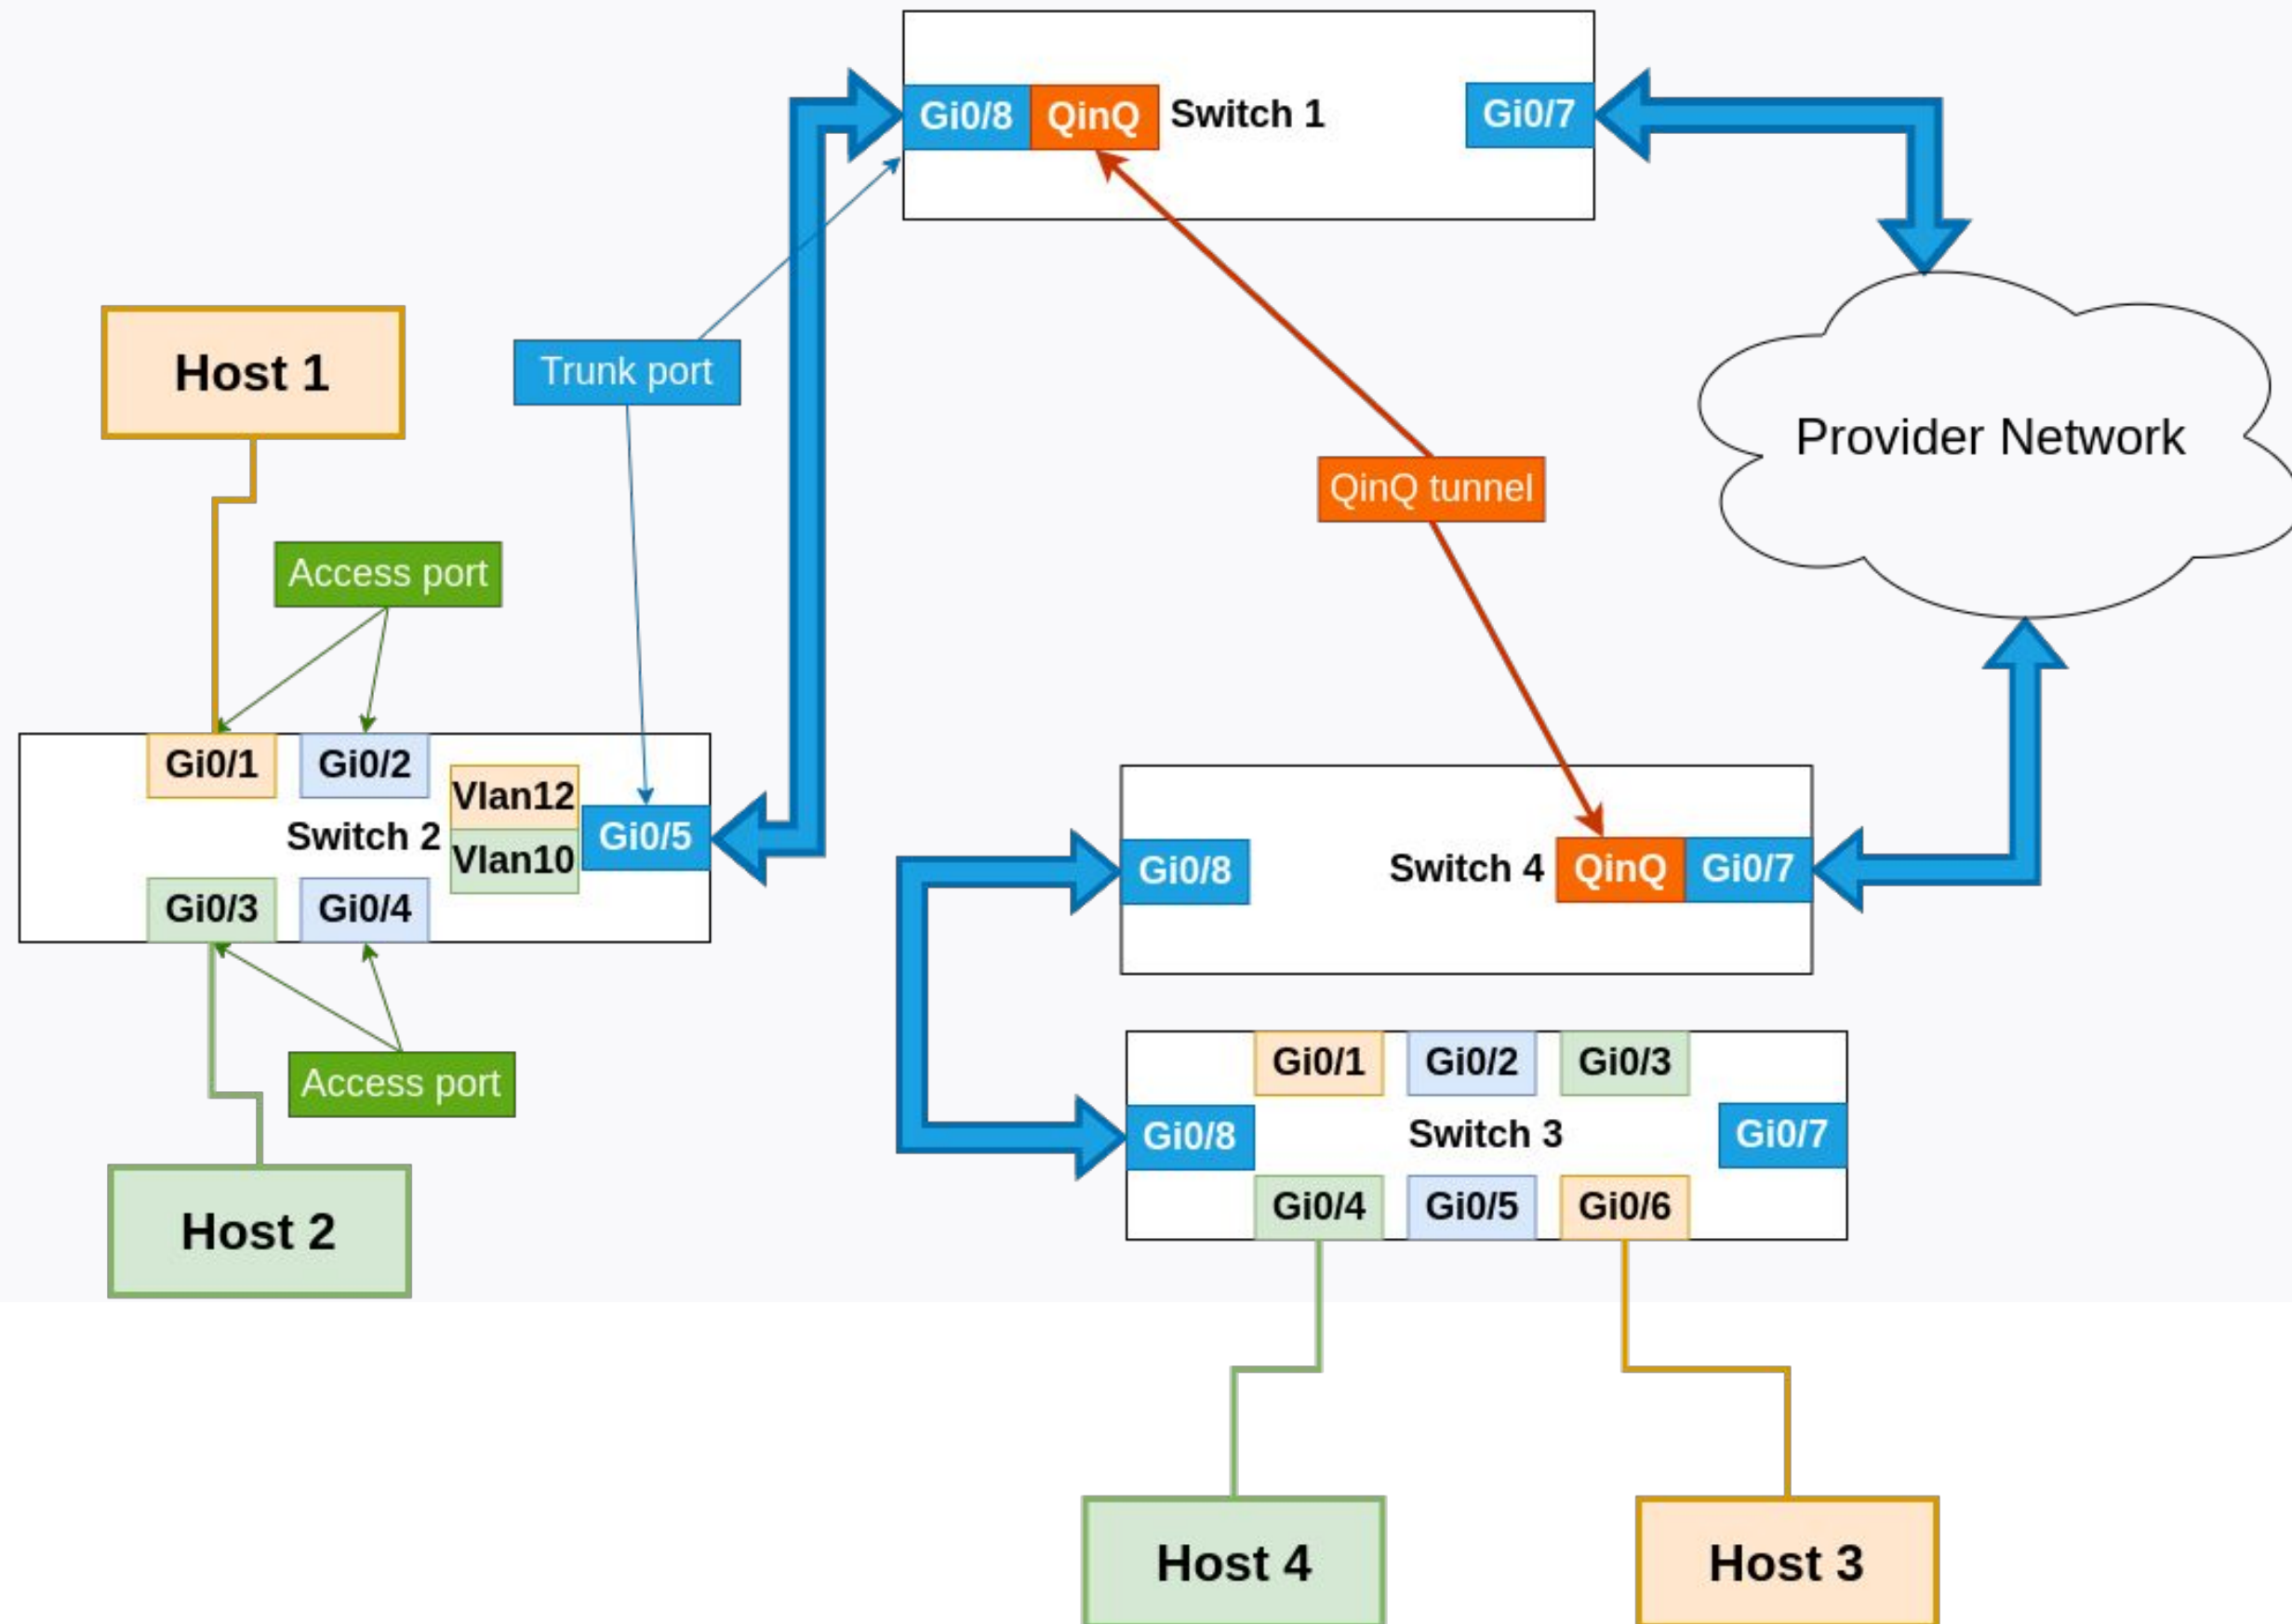 Gi0/8
QinQ
Switch 1
Gi0/7
Host 1
Trunk port
Provider Network
QinQ tunnel
Access port
Gi0/1
Gi0/2
Vlan12
Switch 2
Gi0/5
Vlan10
Gi0/3
Gi0/4
Gi0/8
Switch 4
QinQ
Gi0/7
Access port
Gi0/1
Gi0/2
Gi0/3
Gi0/8
Switch 3
Gi0/7
Gi0/4
Gi0/5
Gi0/6
Host 2
Host 4
Host 3